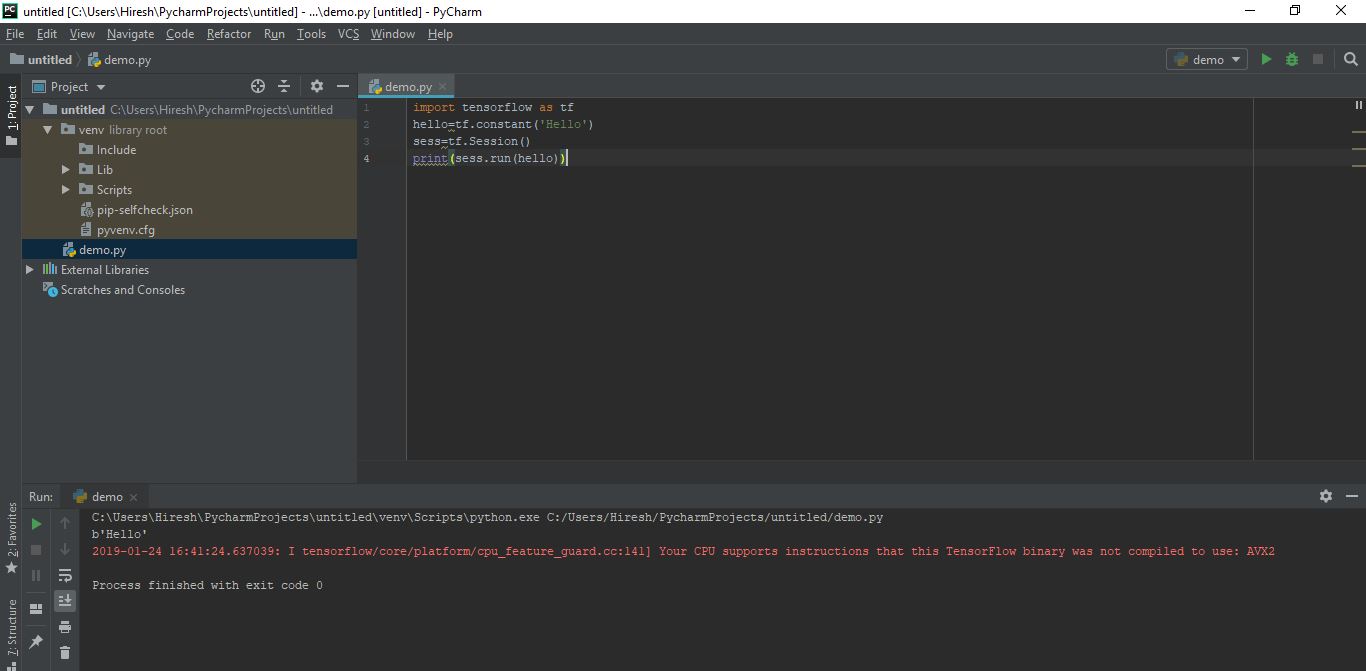 untitled [C:\Users\Hiresh\PycharmProjects\untitled] - ...\demo.py [untitled] - PyCharm
File Edit View Navigate Code Refactor Run Tools VCS Window Help
untitled demo.py demo
1: Project
Project
demo.py
untitled C:\Users\Hiresh\PycharmProjects\untitled
venv library root
Include
Lib
Scripts
pip-selfcheck.json
pyvenv.cfg
demo.py
External Libraries
Scratches and Consoles
1 import tensorflow as tf
2 hello=tf.constant('Hello')
3 sess=tf.Session()
4 print(sess.run(hello))
Run: demo
2: Favorites
7: Structure
C:\Users\Hiresh\PycharmProjects\untitled\venv\Scripts\python.exe C:/Users/Hiresh/PycharmProjects/untitled/demo.py
b'Hello'
2019-01-24 16:41:24.637039: I tensorflow/core/platform/cpu_feature_guard.cc:141] Your CPU supports instructions that this TensorFlow binary was not compiled to use: AVX2
Process finished with exit code 0